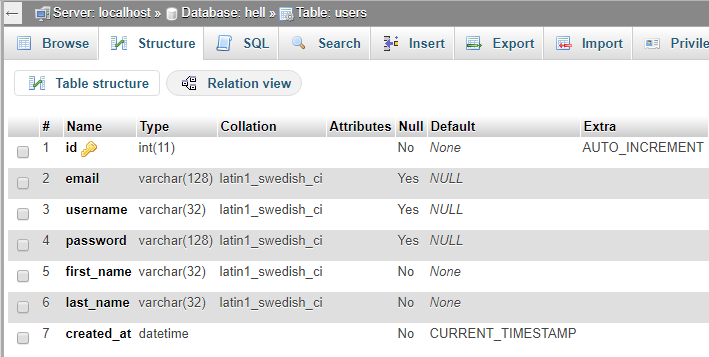 Server: localhost » Database: hell » Table: users
Browse Structure SQL Search Insert Export Import Privile
Table structure Relation view
# Name Type Collation Attributes Null Default Extra
1 id int(11) No None AUTO_INCREMENT
2 email varchar(128) latin1_swedish_ci Yes NULL
3 username varchar(32) latin1_swedish_ci Yes NULL
4 password varchar(128) latin1_swedish_ci Yes NULL
5 first_name varchar(32) latin1_swedish_ci No None
6 last_name varchar(32) latin1_swedish_ci No None
7 created_at datetime No CURRENT_TIMESTAMP